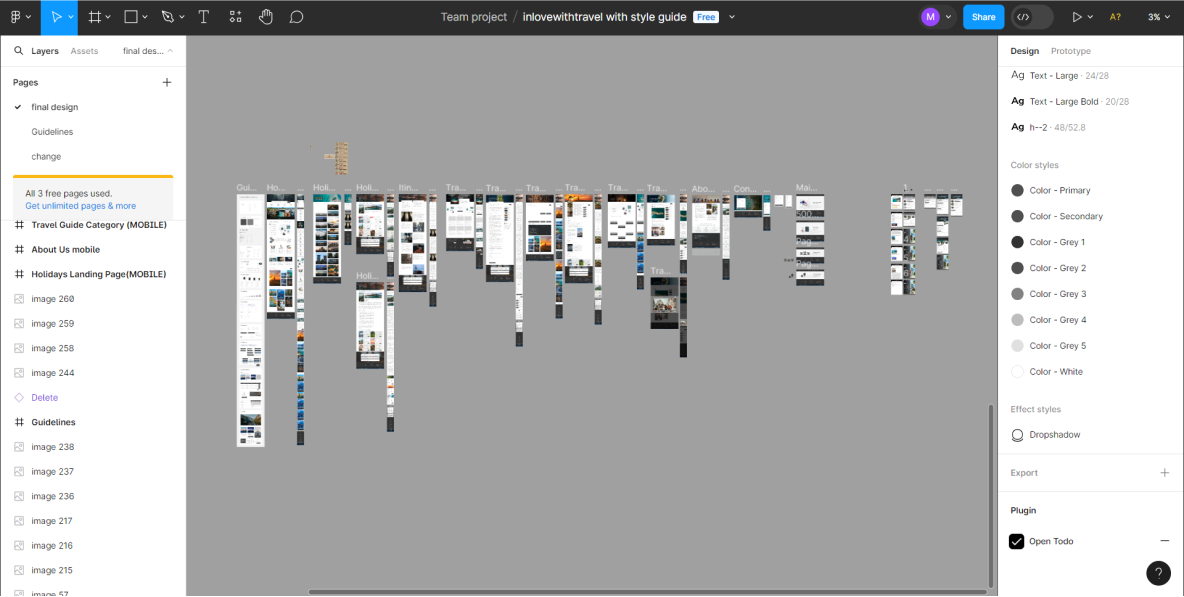 Team project / inlovewithtravel with style guide Free
M
Share
A?
3%
Layers Assets final des...
Pages
final design
Guidelines
change
All 3 free pages used.
Get unlimited pages & more
Travel Guide Category (MOBILE)
About Us mobile
Holidays Landing Page(MOBILE)
image 260
image 259
image 258
image 244
Delete
Guidelines
image 238
image 237
image 236
image 217
image 216
image 215
image 57
Gui... Ho... Holi... Holi... Itin... Tra... Tra... Tra... Tra... Tra... Tra... Abo... Con... Mai... 1...
500
Pag
Pag
Holi... Tra...
Design Prototype
Ag Text - Large · 24/28
Ag Text - Large Bold · 20/28
Ag h--2 · 48/52.8
Color styles
Color - Primary
Color - Secondary
Color - Grey 1
Color - Grey 2
Color - Grey 3
Color - Grey 4
Color - Grey 5
Color - White
Effect styles
Dropshadow
Export
Plugin
Open Todo
?